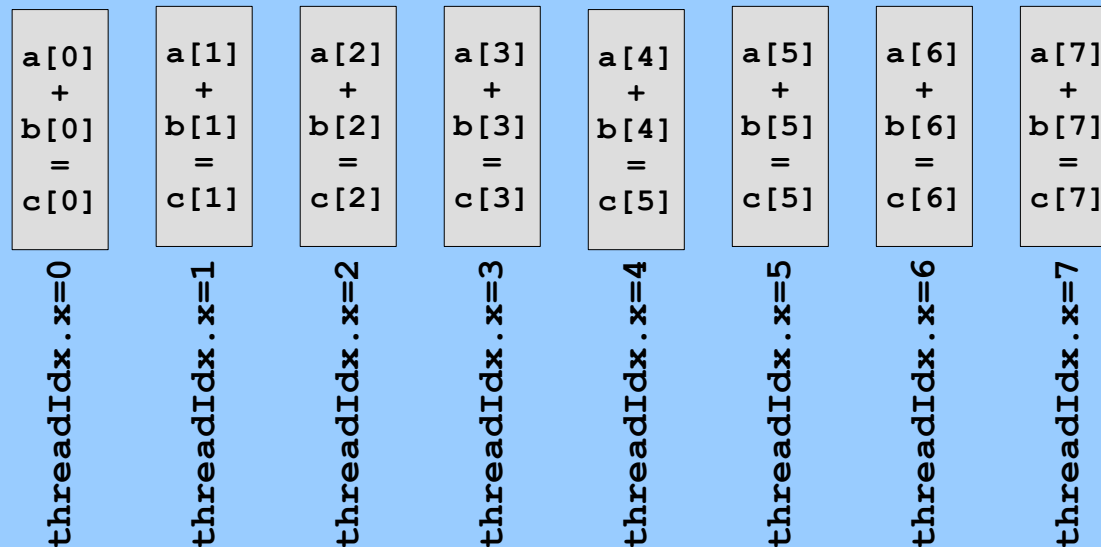 a[0]
+
b[0]
=
c[0]
threadIdx.x=0
a[1]
+
b[1]
=
c[1]
threadIdx.x=1
a[2]
+
b[2]
=
c[2]
threadIdx.x=2
a[3]
+
b[3]
=
c[3]
threadIdx.x=3
a[4]
+
b[4]
=
c[5]
threadIdx.x=4
a[5]
+
b[5]
=
c[5]
threadIdx.x=5
a[6]
+
b[6]
=
c[6]
threadIdx.x=6
a[7]
+
b[7]
=
c[7]
threadIdx.x=7